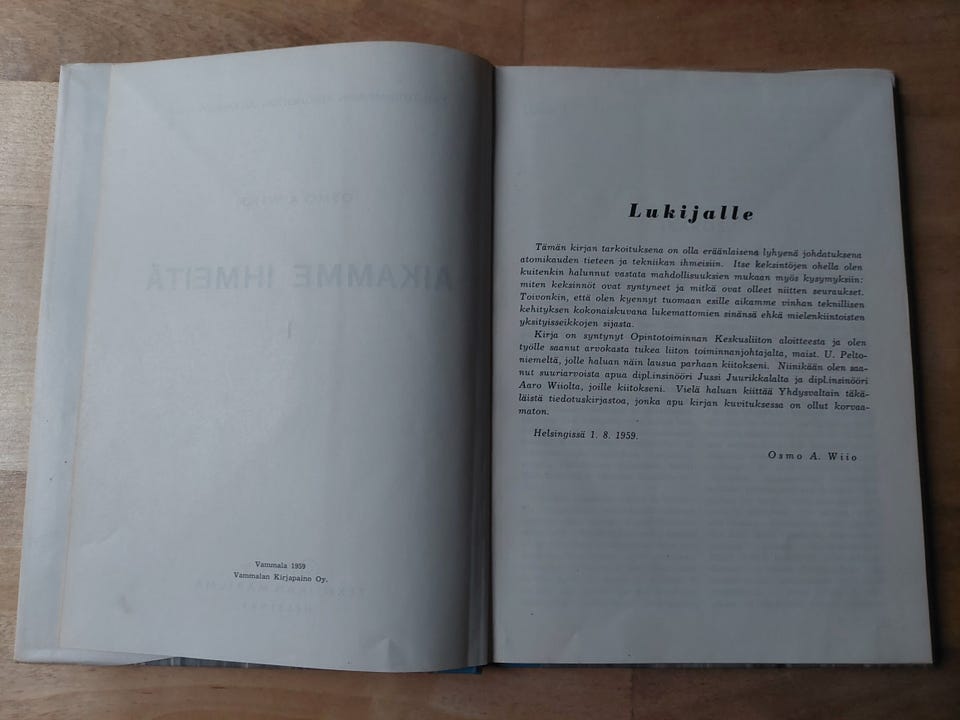 Vammala 1959
Vammalan Kirjapaino Oy.
Lukijalle
Tämän kirjan tarkoituksena on olla eräänlaisena lyhyenä johdatuksena
atomikauden tieteen ja tekniikan ihmeisiin. Itse keksintöjen ohella olen
kuitenkin halunnut vastata mahdollisuuksien mukaan myös kysymyksiin:
miten keksinnöt ovat syntyneet ja mitkä ovat olleet niitten seuraukset.
Toivonkin, että olen kyennyt tuomaan esille aikamme vinhan teknillisen
kehityksen kokonaiskuvana lukemattomien sinänsä ehkä mielenkiintoisten
yksityisseikkojen sijasta.
Kirja on syntynyt Opintotoiminnan Keskusliiton aloitteesta ja olen
työlle saanut arvokasta tukea liiton toiminnanjohtajalta, maist. U. Pelto-
niemeltä, jolle haluan näin lausua parhaan kiitokseni. Niinikään olen saa-
nut suuriarvoista apua dipl.insinööri Jussi Juurikkalalta ja dipl.insinööri
Aaro Wiiolta, joille kiitokseni. Vielä haluan kiittää Yhdysvaltain täkä-
läistä tiedotuskirjastoa, jonka apu kirjan kuvituksessa on ollut korvaa-
maton.
Helsingissä 1. 8. 1959.
Osmo A. Wiio
AIKAMME IHMEITÄ
I